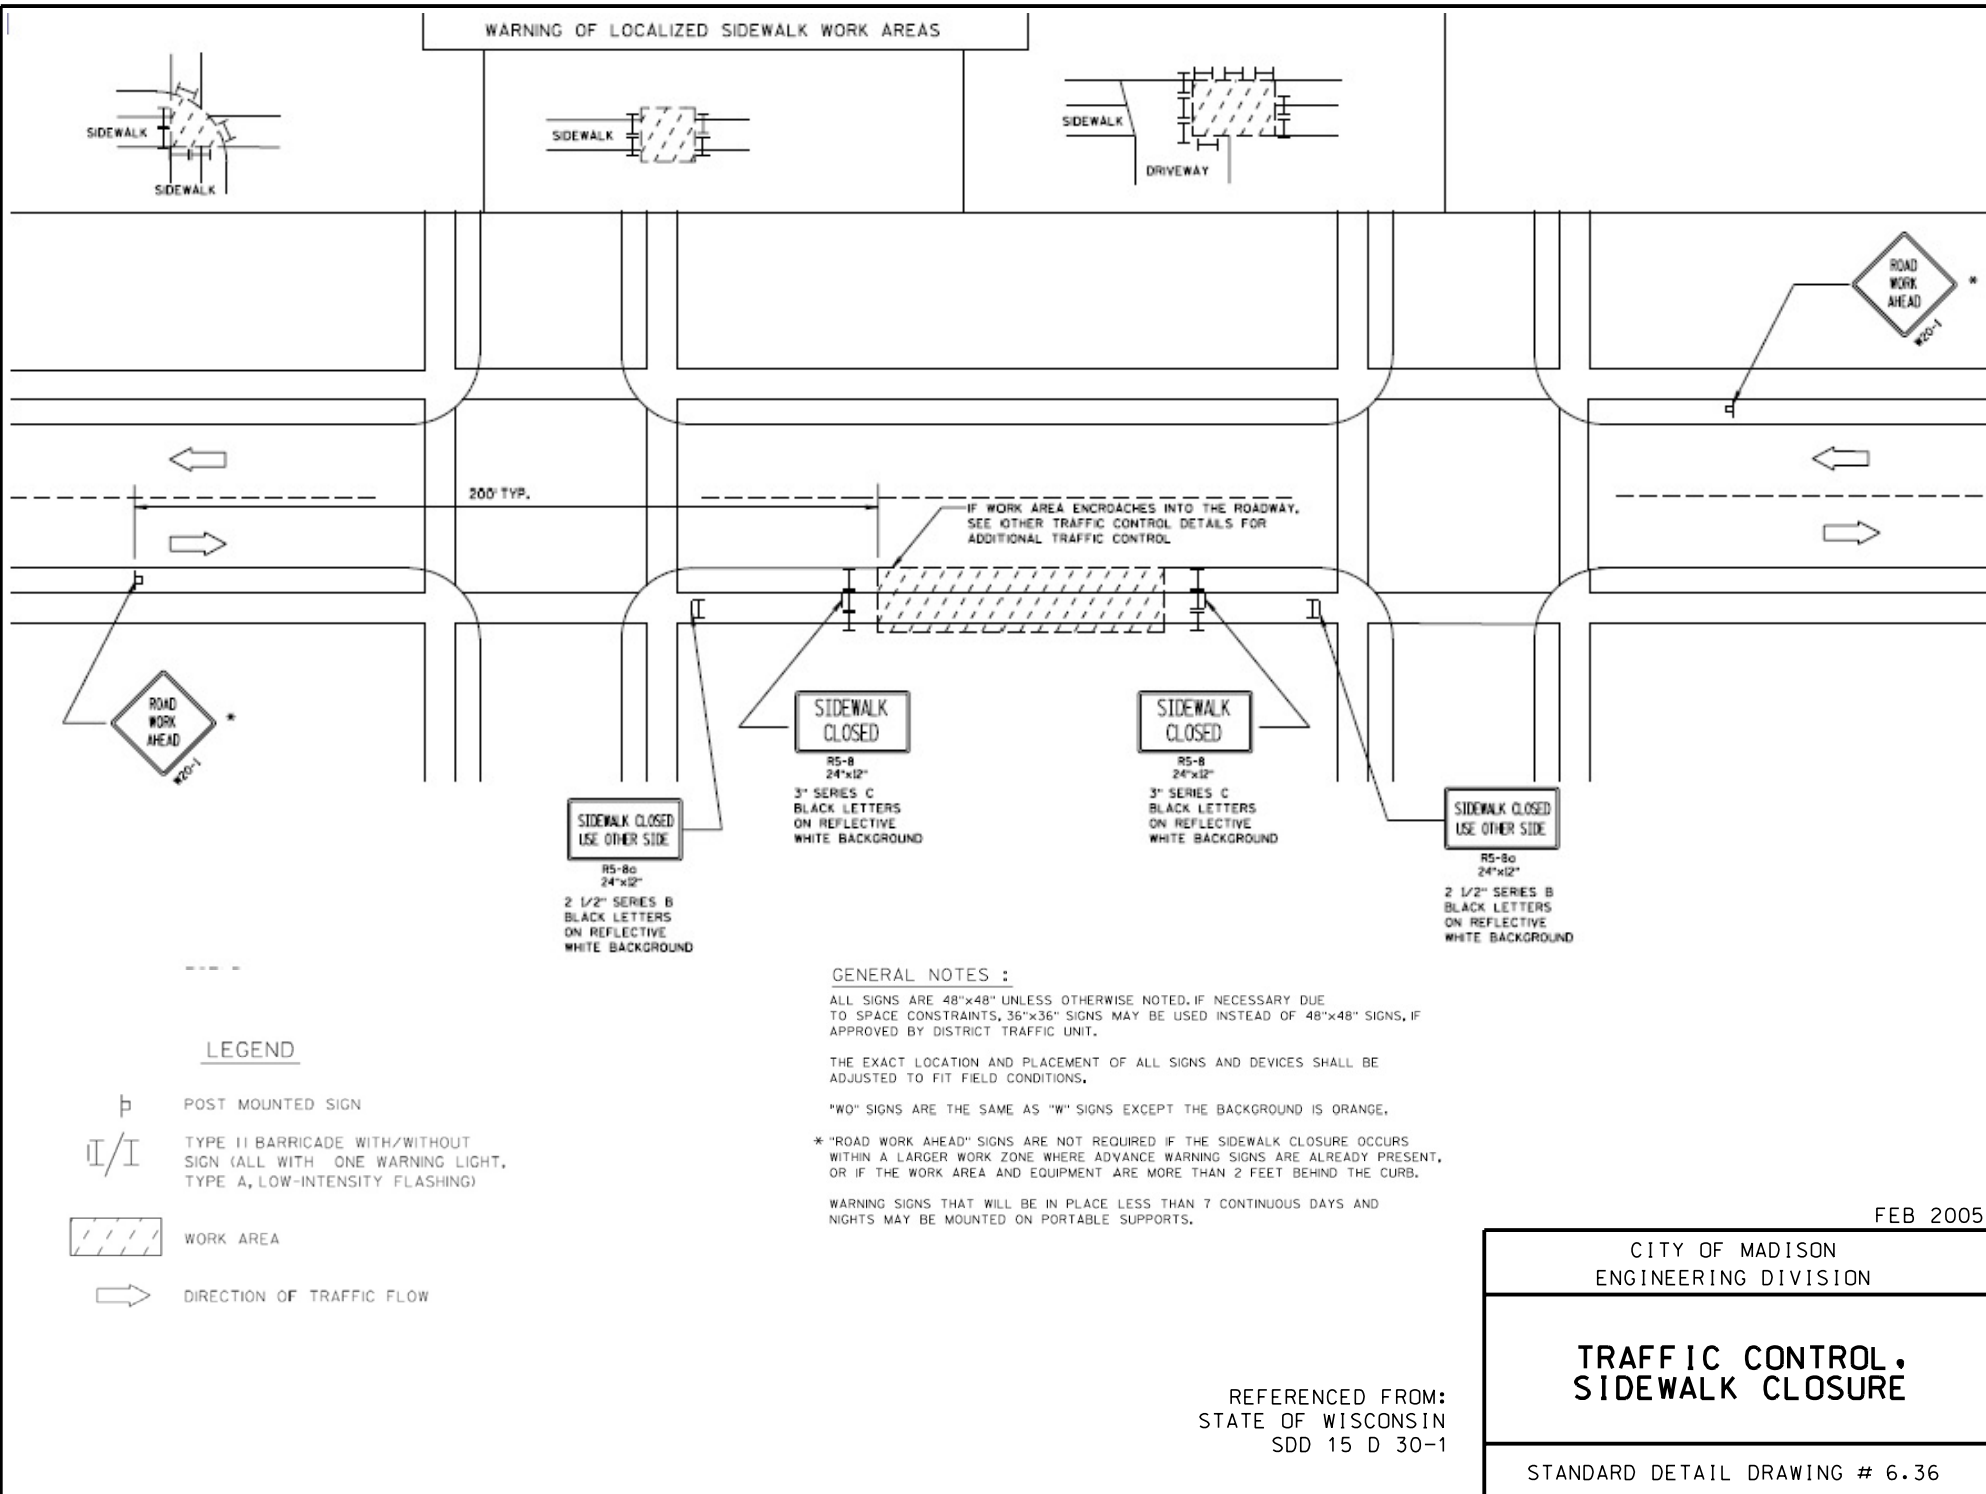 WARNING OF LOCALIZED SIDEWALK WORK AREAS
SIDEWALK
SIDEWALK
SIDEWALK
SIDEWALK
DRIVEWAY
ROAD
WORK
AHEAD
*
W20-1
200' TYP.
IF WORK AREA ENCROACHES INTO THE ROADWAY,
SEE OTHER TRAFFIC CONTROL DETAILS FOR
ADDITIONAL TRAFFIC CONTROL
ROAD
WORK
AHEAD
*
W20-1
SIDEWALK CLOSED
USE OTHER SIDE
R5-8a
24"x12"
2 1/2" SERIES B
BLACK LETTERS
ON REFLECTIVE
WHITE BACKGROUND
SIDEWALK
CLOSED
R5-8
24"x12"
3" SERIES C
BLACK LETTERS
ON REFLECTIVE
WHITE BACKGROUND
SIDEWALK
CLOSED
R5-8
24"x12"
3" SERIES C
BLACK LETTERS
ON REFLECTIVE
WHITE BACKGROUND
SIDEWALK CLOSED
USE OTHER SIDE
R5-8a
24"x12"
2 1/2" SERIES B
BLACK LETTERS
ON REFLECTIVE
WHITE BACKGROUND
LEGEND
POST MOUNTED SIGN
TYPE II BARRICADE WITH/WITHOUT
SIGN (ALL WITH ONE WARNING LIGHT,
TYPE A, LOW-INTENSITY FLASHING)
WORK AREA
DIRECTION OF TRAFFIC FLOW
GENERAL NOTES :
ALL SIGNS ARE 48"x48" UNLESS OTHERWISE NOTED. IF NECESSARY DUE
TO SPACE CONSTRAINTS, 36"x36" SIGNS MAY BE USED INSTEAD OF 48"x48" SIGNS, IF
APPROVED BY DISTRICT TRAFFIC UNIT.
THE EXACT LOCATION AND PLACEMENT OF ALL SIGNS AND DEVICES SHALL BE
ADJUSTED TO FIT FIELD CONDITIONS.
"WO" SIGNS ARE THE SAME AS "W" SIGNS EXCEPT THE BACKGROUND IS ORANGE.
* "ROAD WORK AHEAD" SIGNS ARE NOT REQUIRED IF THE SIDEWALK CLOSURE OCCURS
WITHIN A LARGER WORK ZONE WHERE ADVANCE WARNING SIGNS ARE ALREADY PRESENT,
OR IF THE WORK AREA AND EQUIPMENT ARE MORE THAN 2 FEET BEHIND THE CURB.
WARNING SIGNS THAT WILL BE IN PLACE LESS THAN 7 CONTINUOUS DAYS AND
NIGHTS MAY BE MOUNTED ON PORTABLE SUPPORTS.
FEB 2005
CITY OF MADISON
ENGINEERING DIVISION
TRAFFIC CONTROL,
SIDEWALK CLOSURE
REFERENCED FROM:
STATE OF WISCONSIN
SDD 15 D 30-1
STANDARD DETAIL DRAWING # 6.36